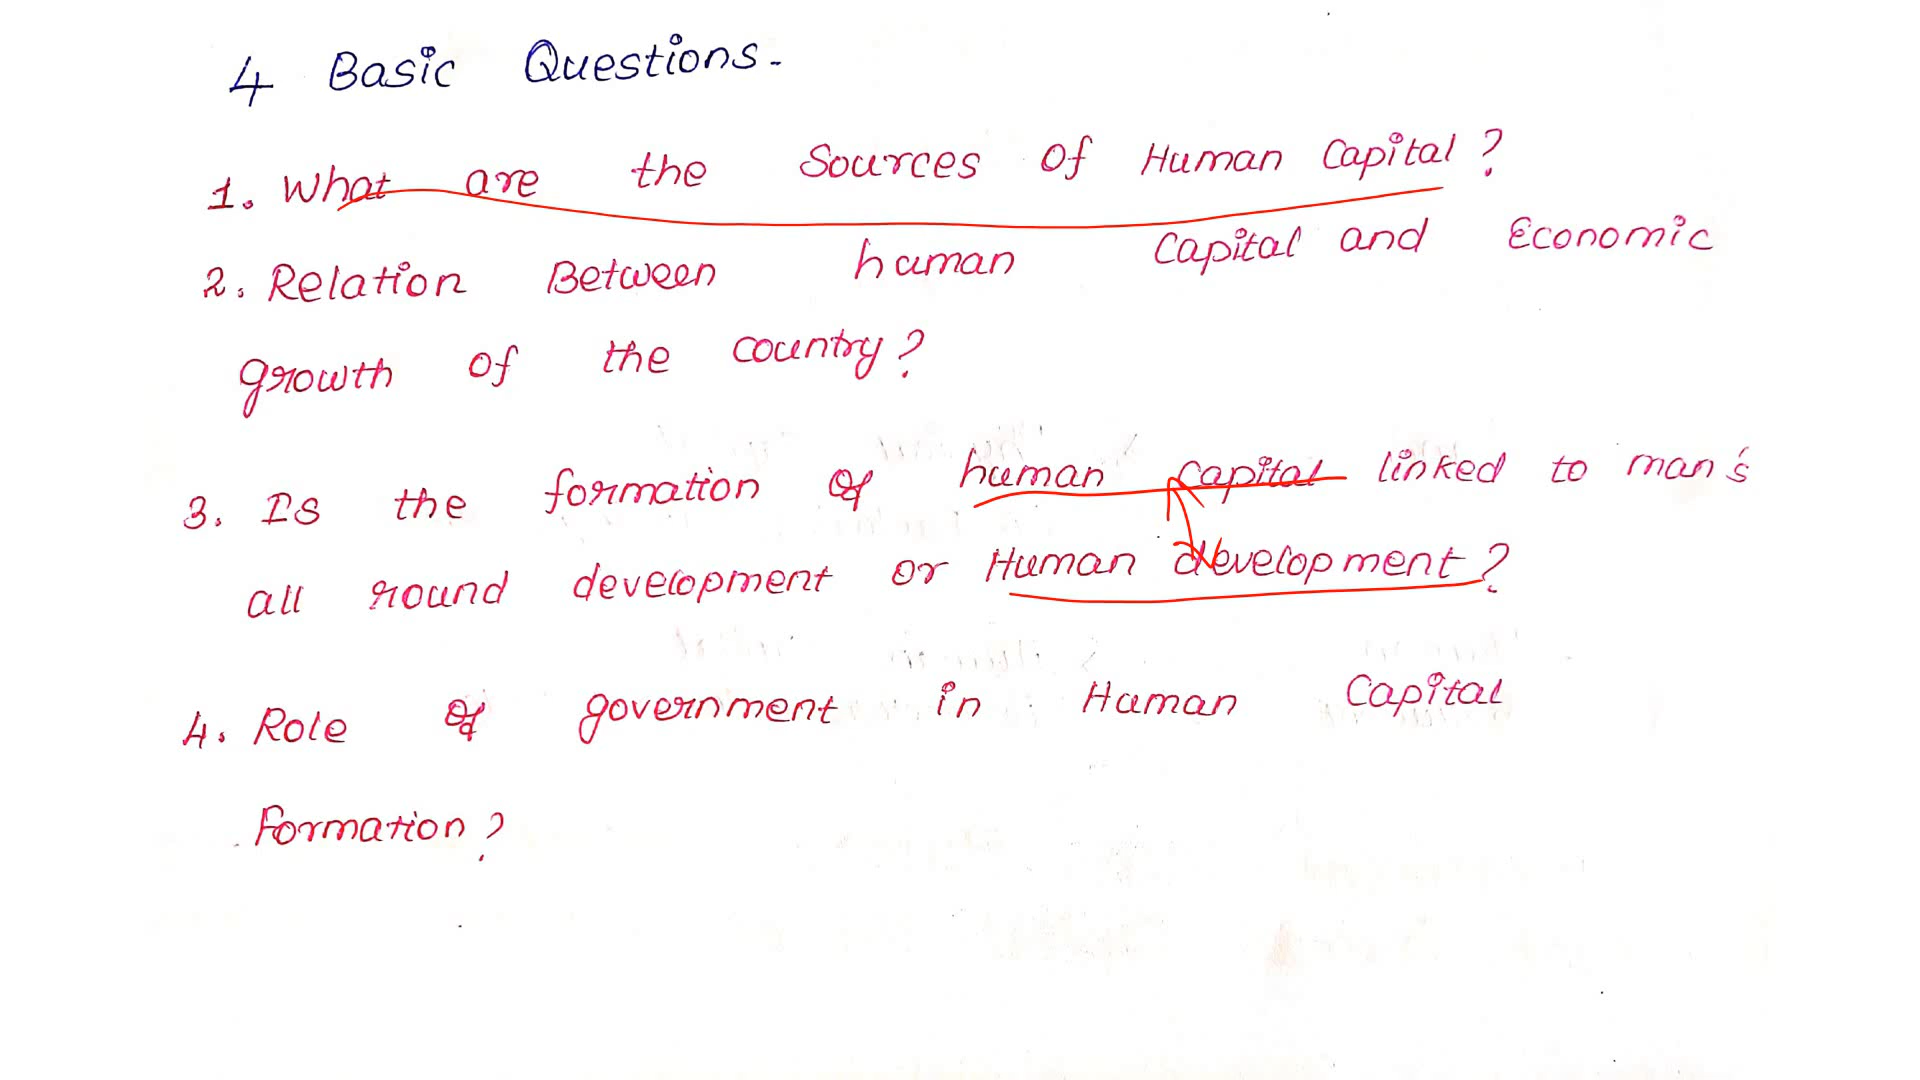 4 Basic Questions.
1. What are the Sources Of Human Capital?
2. Relation Between human Capital and Economic
growth of the country?
3. Is the formation of human capital linked to man's
all round development or Human development?
4. Role of government in Human Capital
Formation?